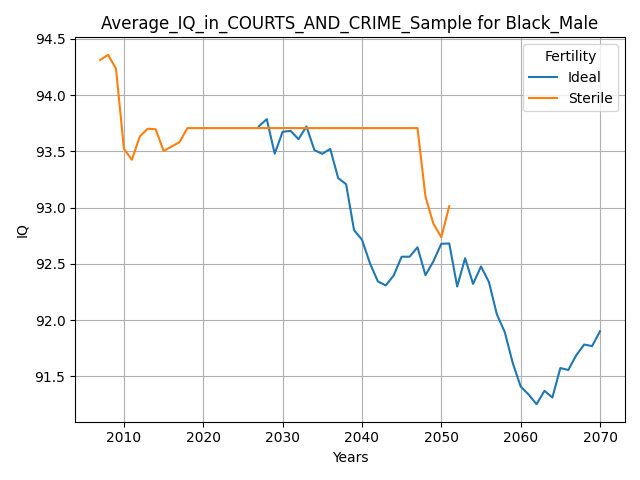 Average_IQ_in_COURTS_AND_CRIME_Sample for Black_Male
94.5
94.0
93.5
93.0
92.5
92.0
91.5
IQ
Fertility
Ideal
Sterile
2010 2020 2030 2040 2050 2060 2070
Years